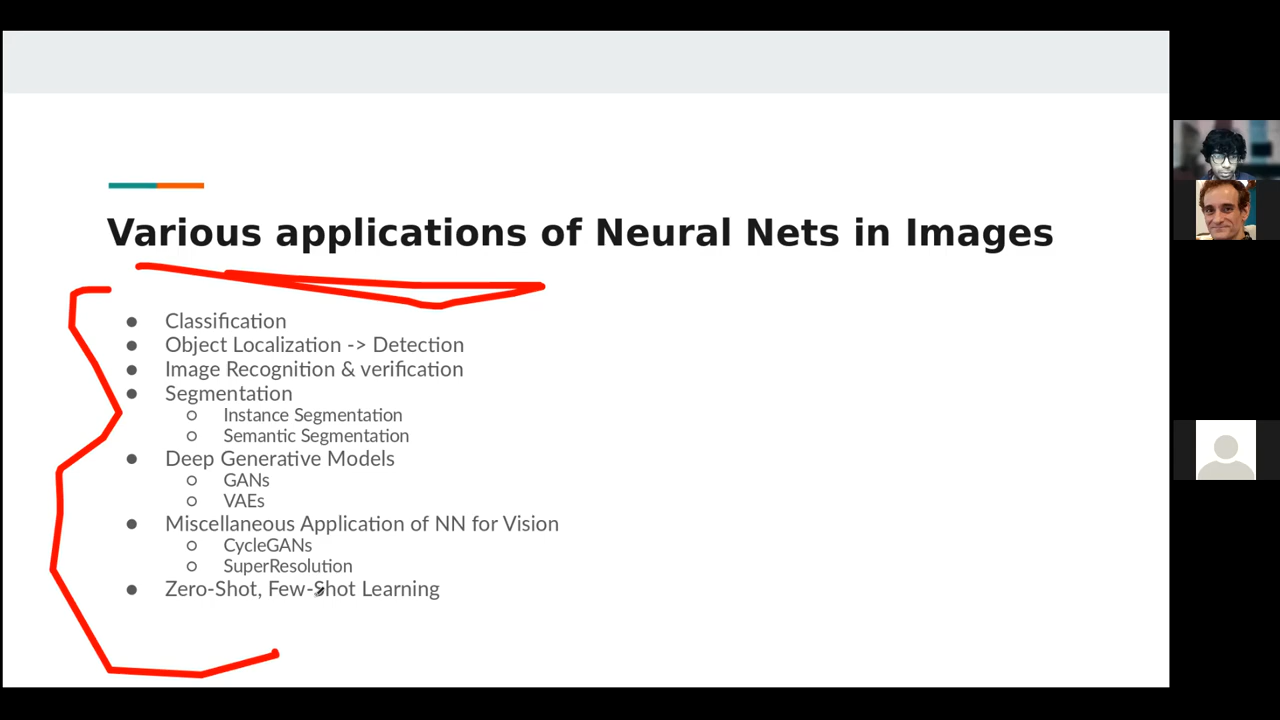 Various applications of Neural Nets in Images
● Classification
● Object Localization -> Detection
● Image Recognition & verification
● Segmentation
○ Instance Segmentation
○ Semantic Segmentation
● Deep Generative Models
○ GANs
○ VAEs
● Miscellaneous Application of NN for Vision
○ CycleGANs
○ SuperResolution
● Zero-Shot, Few-Shot Learning